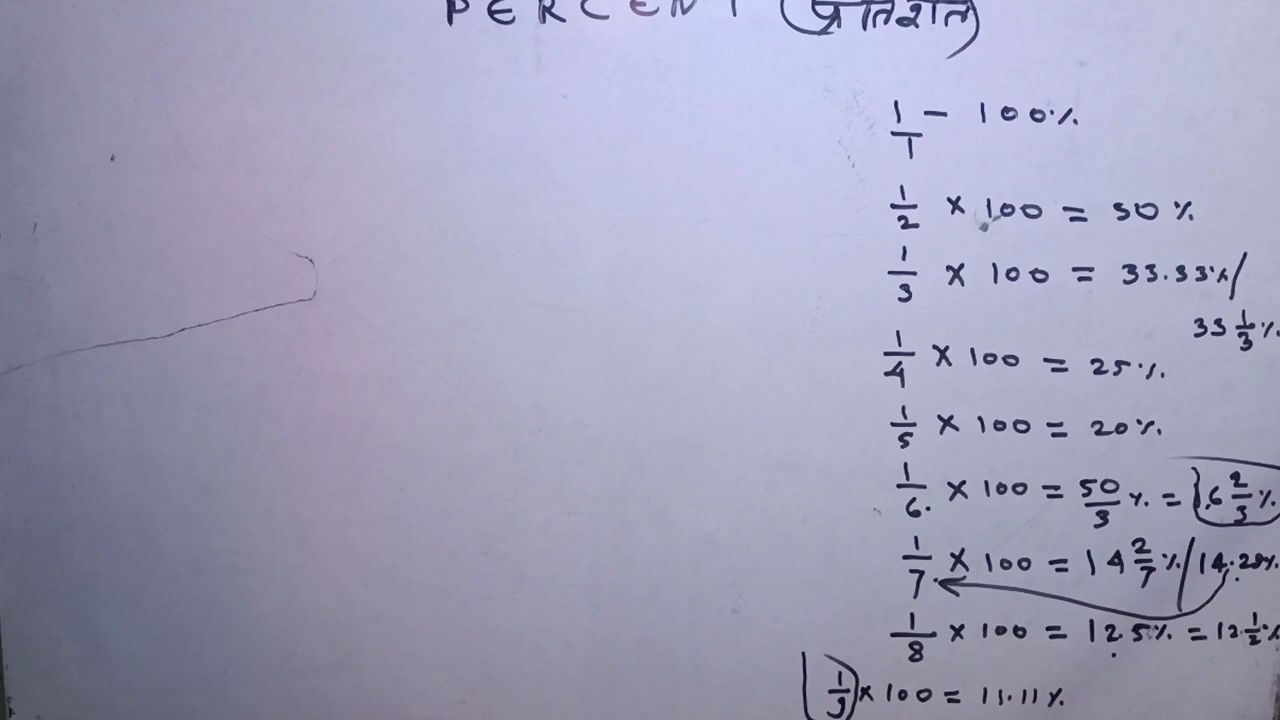 PERCENT (प्रतिशत)
1/1 - 100%
1/2 × 100 = 50%
1/3 × 100 = 33.33% /
33 1/3 %
1/4 × 100 = 25%
1/5 × 100 = 20%
1/6 × 100 = 50/3 % = 16 2/3 %
1/7 × 100 = 14 2/7 % / 14.28%
1/8 × 100 = 12.5% = 12 1/2 %
1/9 × 100 = 11.11%